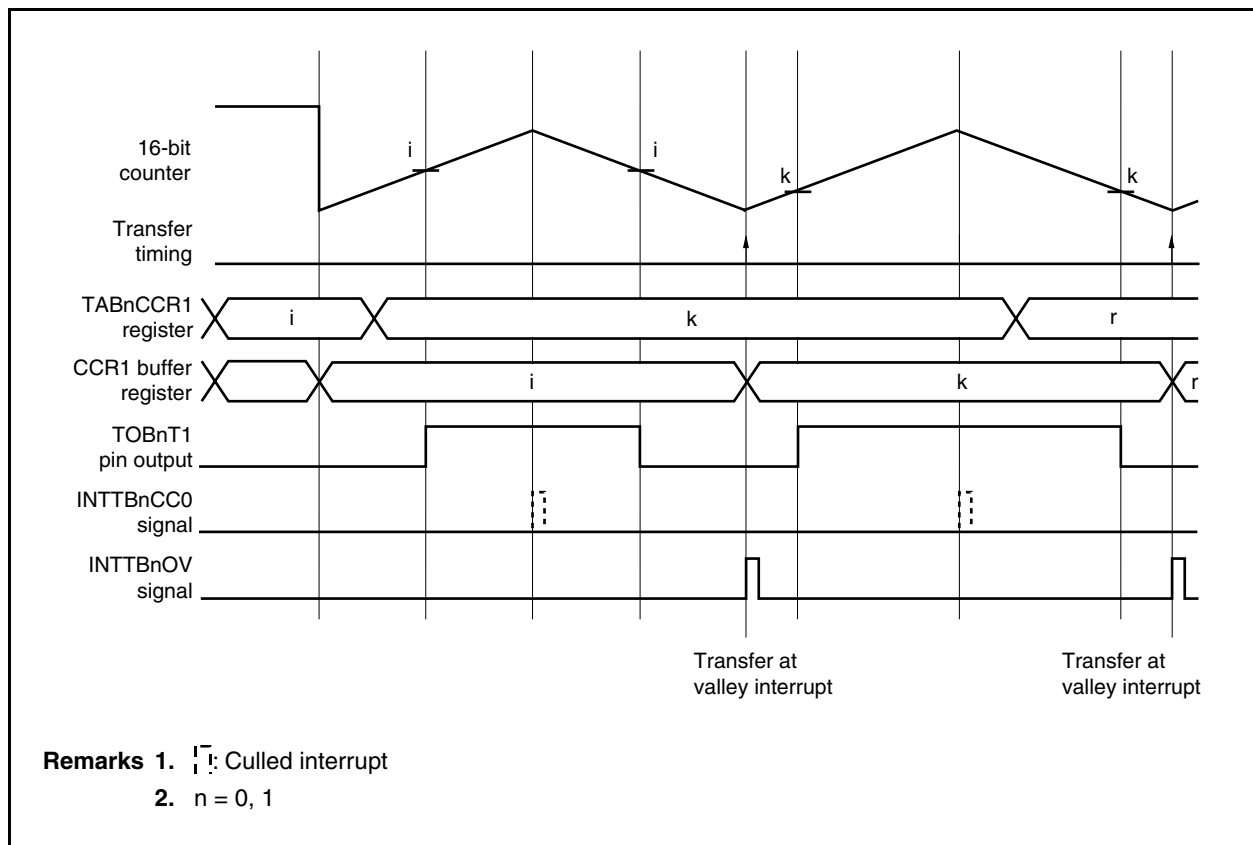 16-bit
counter
i
i
k
k
Transfer
timing
TABnCCR1
register
i
k
r
CCR1 buffer
register
i
k
r
TOBnT1
pin output
INTTBnCC0
signal
INTTBnOV
signal
Transfer at
valley interrupt
Transfer at
valley interrupt
Remarks 1. : Culled interrupt
2. n = 0, 1